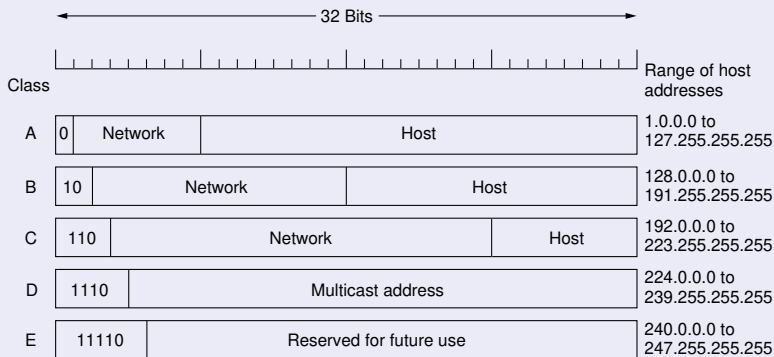 32 Bits
Class
Range of host
addresses
A 0 Network Host 1.0.0.0 to
127.255.255.255
B 10 Network Host 128.0.0.0 to
191.255.255.255
C 110 Network Host 192.0.0.0 to
223.255.255.255
D 1110 Multicast address 224.0.0.0 to
239.255.255.255
E 11110 Reserved for future use 240.0.0.0 to
247.255.255.255